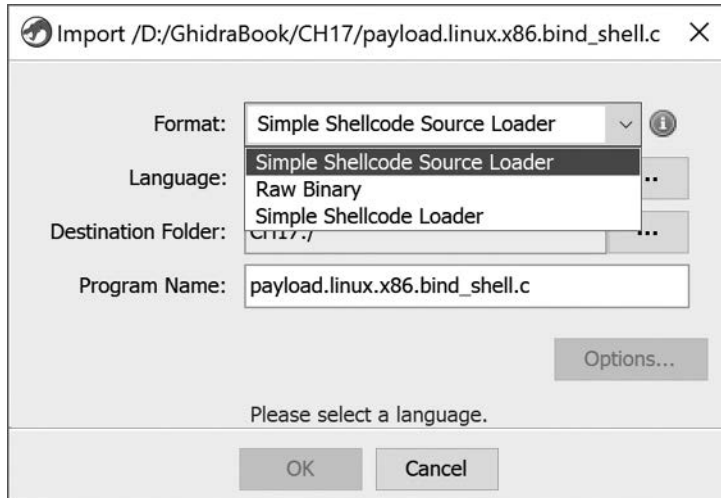 Import /D:/GhidraBook/CH17/payload.linux.x86.bind_shell.c
Format: Simple Shellcode Source Loader
Simple Shellcode Source Loader
Language:
Raw Binary
Simple Shellcode Loader
Destination Folder: CH17:/
Program Name: payload.linux.x86.bind_shell.c
Options...
Please select a language.
OK Cancel